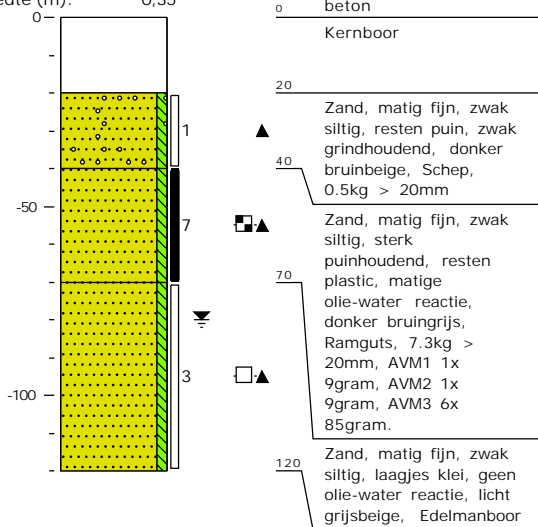 0,35
0
-50
-100
1
7
3
0
beton
Kernboor
20
Zand, matig fijn, zwak
siltig, resten puin, zwak
grindhoudend, donker
bruinbeige, Schep,
0.5kg > 20mm
40
Zand, matig fijn, zwak
siltig, sterk
puinhoudend, resten
plastic, matige
olie-water reactie,
donker bruingrijs,
Ramguts, 7.3kg >
20mm, AVM1 1x
9gram, AVM2 1x
9gram, AVM3 6x
85gram.
70
Zand, matig fijn, zwak
siltig, laagjes klei, geen
olie-water reactie, licht
grijsbeige, Edelmanboor
120